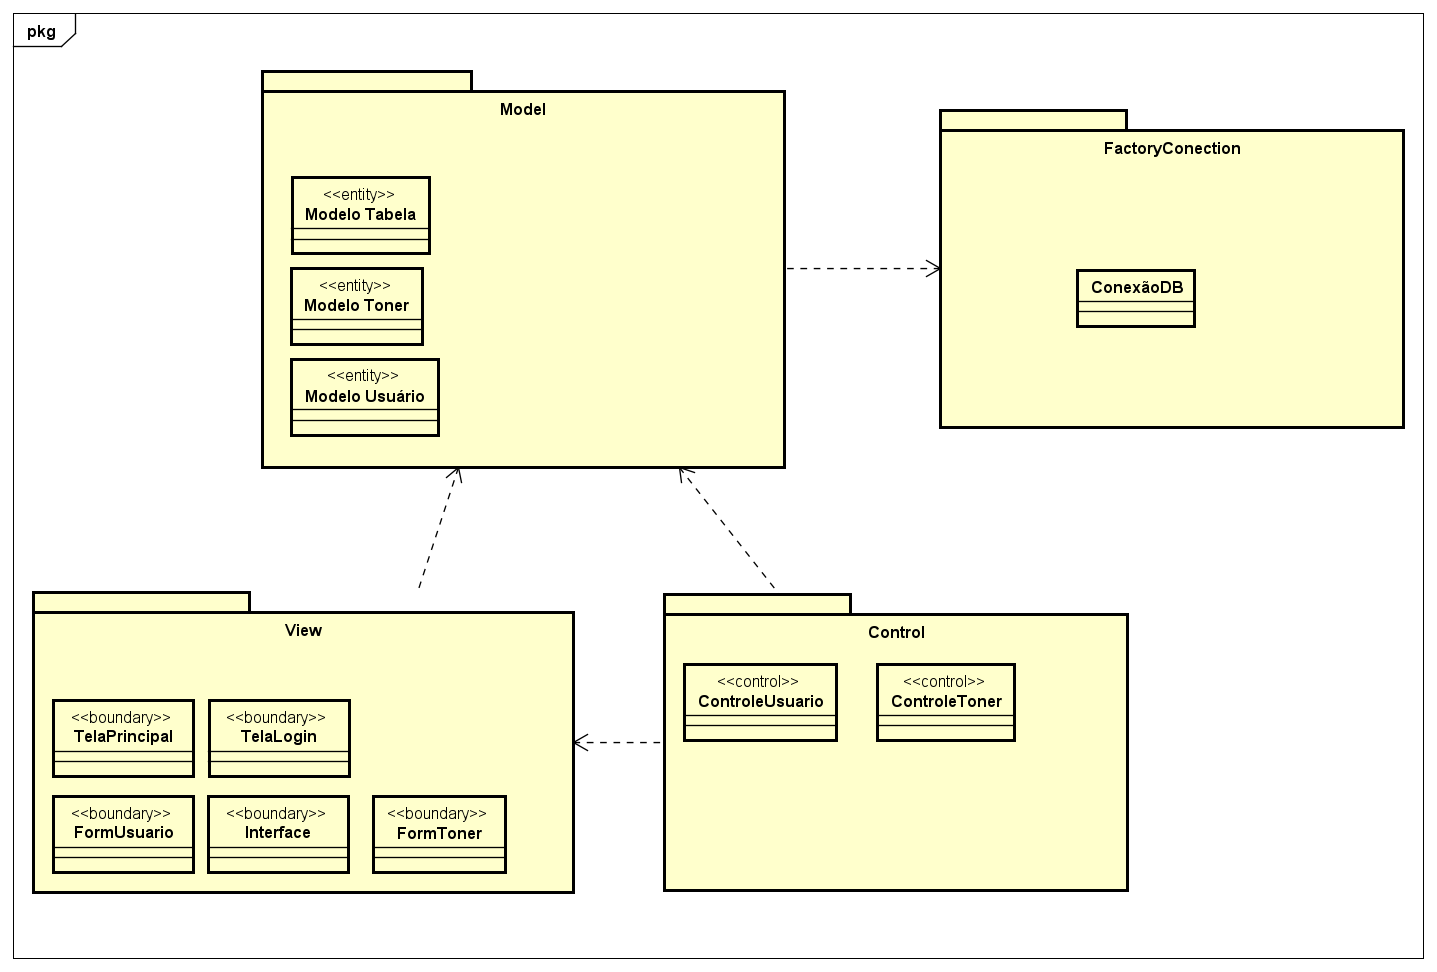 pkg
Model
<<entity>>
Modelo Tabela
<<entity>>
Modelo Toner
<<entity>>
Modelo Usuário
FactoryConection
ConexãoDB
View
<<boundary>>
TelaPrincipal
<<boundary>>
TelaLogin
<<boundary>>
FormUsuario
<<boundary>>
Interface
<<boundary>>
FormToner
Control
<<control>>
ControleUsuario
<<control>>
ControleToner